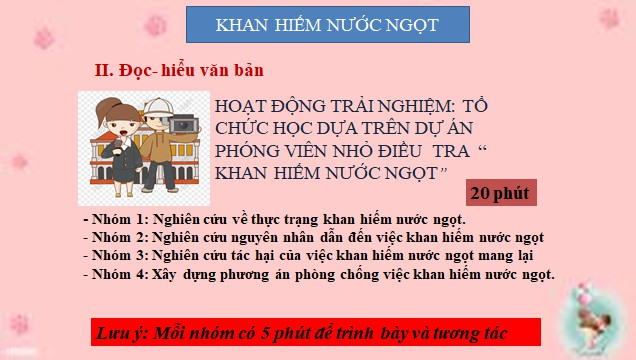 KHAN HIẾM NƯỚC NGỌT
II. Đọc- hiểu văn bản
HOẠT ĐỘNG TRẢI NGHIỆM: TỔ
CHỨC HỌC DỰA TRÊN DỰ ÁN
PHÓNG VIÊN NHỎ ĐIỀU TRA “
KHAN HIẾM NƯỚC NGỌT”
20 phút
- Nhóm 1: Nghiên cứu về thực trạng khan hiếm nước ngọt.
- Nhóm 2: Nghiên cứu nguyên nhân dẫn đến việc khan hiếm nước ngọt
- Nhóm 3: Nghiên cứu tác hại của việc khan hiếm nước ngọt mang lại
- Nhóm 4: Xây dựng phương án phòng chống việc khan hiếm nước ngọt.
Lưu ý: Mỗi nhóm có 5 phút để trình bày và tương tác